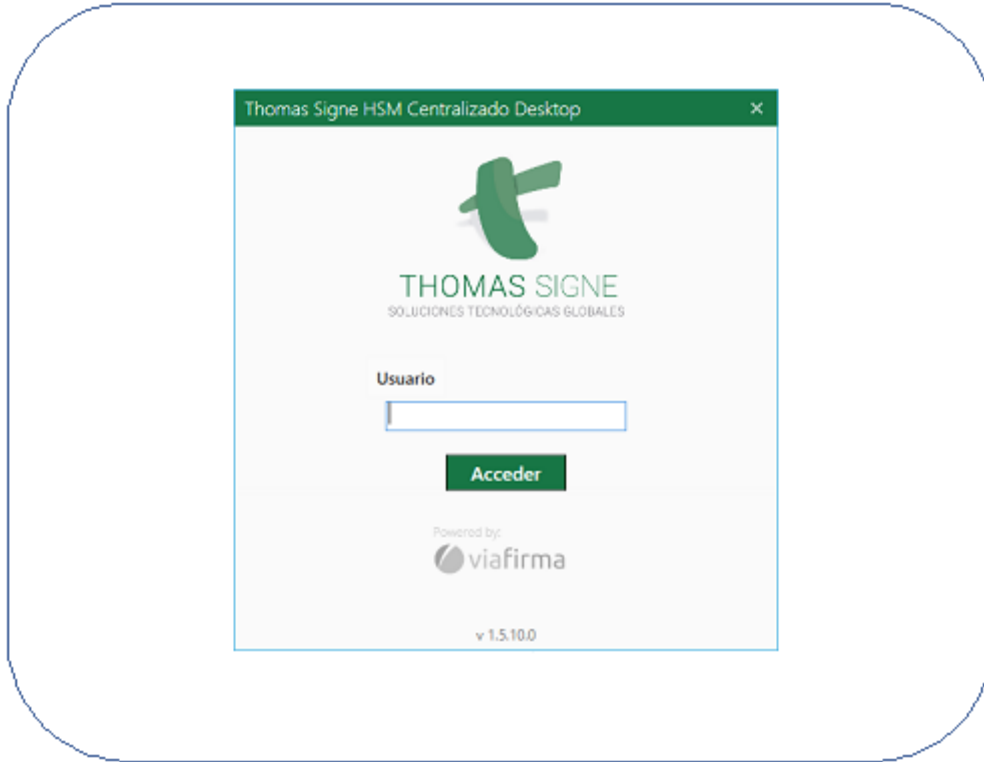 Thomas Signe HSM Centralizado Desktop
THOMAS SIGNE
SOLUCIONES TECNOLÓGICAS GLOBALES
Usuario
Acceder
Powered by:
viafirma
v 1.5.10.0